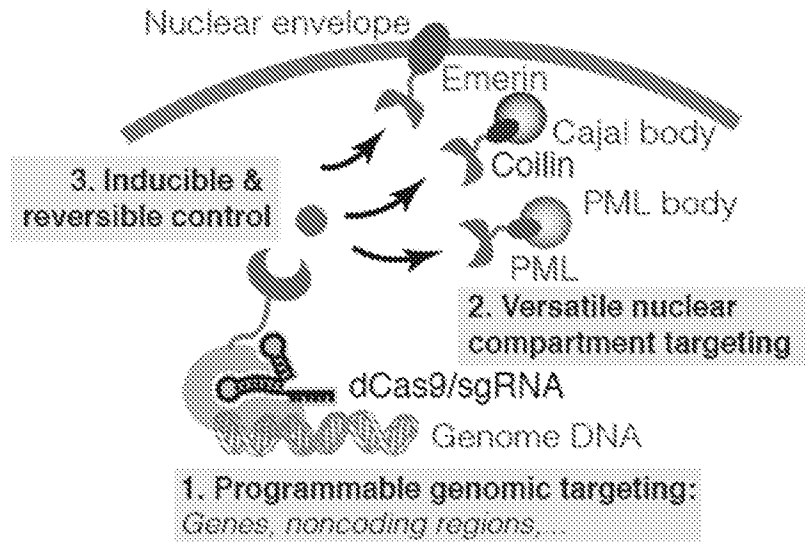 Nuclear envelope
Emerin
Cajal body
Coilin
3. Inducible &
reversible control
PML body
PML
2. Versatile nuclear
compartment targeting
dCas9/sgRNA
Genome DNA
1. Programmable genomic targeting:
Genes, noncoding regions,...